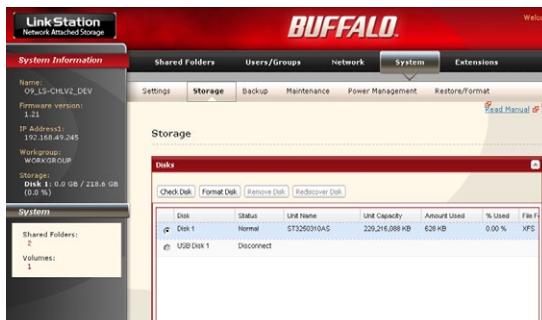 LinkStation
Network Attached Storage
BUFFALO
Welc
System Information
Name:
09_LS-CHLV2_DEV
Firmware version:
1.21
IP Address1:
192.168.49.245
Workgroup:
WORKGROUP
Storage:
Disk 1: 0.0 GB / 218.6 GB
(0.0 %)
System
Shared Folders:
2
Volumes:
1
Shared Folders Users/Groups Network System Extensions
Settings Storage Backup Maintenance Power Management Restore/Format
Read Manual
Storage
Disks
Check Disk Format Disk Remove Disk Rediscover Disk
Disk Status Unit Name Unit Capacity Amount Used % Used File F
Disk 1 Normal ST3250310AS 229,216,088 KB 628 KB 0.00 % XFS
USB Disk 1 Disconnect